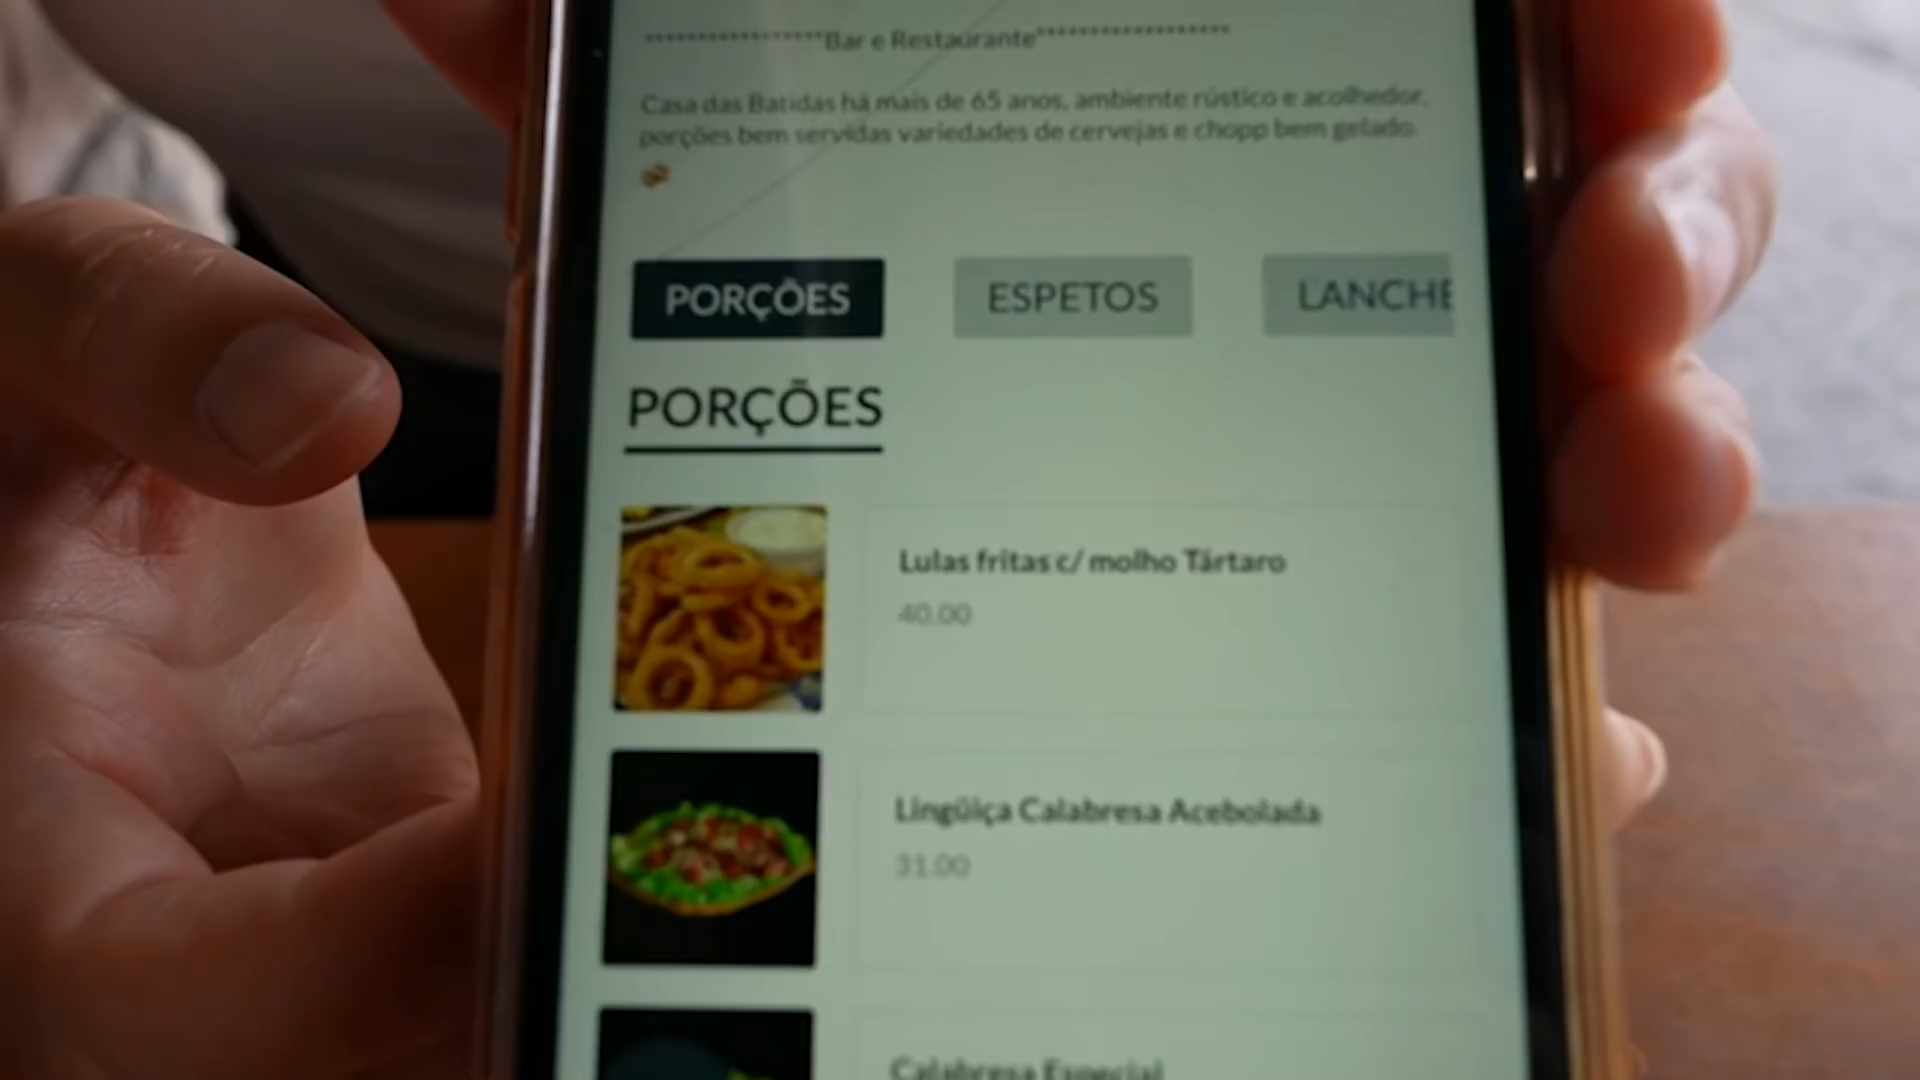 ******************Bar e Restaurante*******************
Casa das Batidas há mais de 65 anos, ambiente rústico e acolhedor,
porções bem servidas variedades de cervejas e chopp bem gelado.
PORÇÕES ESPETOS LANCHE
PORÇÕES
Lulas fritas c/ molho Tártaro
40.00
Lingüiça Calabresa Acebolada
31.00
Calabresa Especial